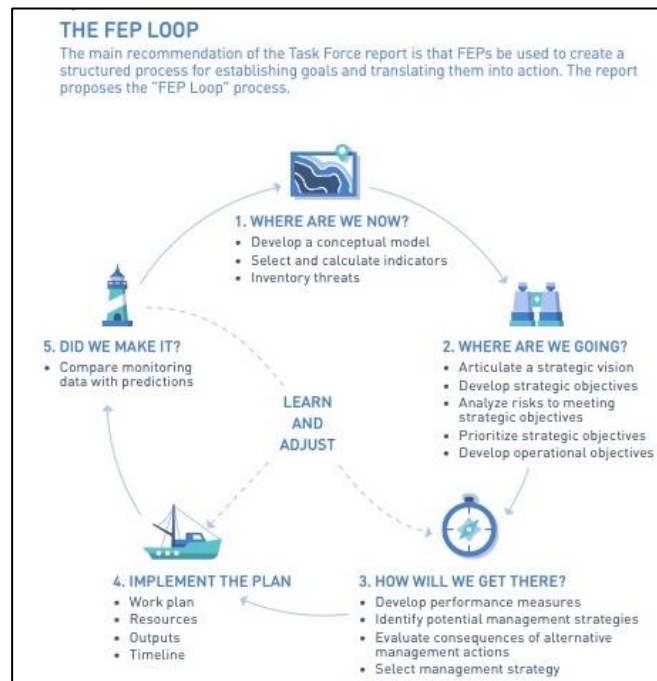 THE FEP LOOP
The main recommendation of the Task Force report is that FEPs be used to create a
structured process for establishing goals and translating them into action. The report
proposes the "FEP Loop" process.
1. WHERE ARE WE NOW?
• Develop a conceptual model
• Select and calculate indicators
• Inventory threats
2. WHERE ARE WE GOING?
• Articulate a strategic vision
• Develop strategic objectives
• Analyze risks to meeting
strategic objectives
• Prioritize strategic objectives
• Develop operational objectives
3. HOW WILL WE GET THERE?
• Develop performance measures
• Identify potential management strategies
• Evaluate consequences of alternative
management actions
• Select management strategy
4. IMPLEMENT THE PLAN
• Work plan
• Resources
• Outputs
• Timeline
5. DID WE MAKE IT?
• Compare monitoring
data with predictions
LEARN
AND
ADJUST